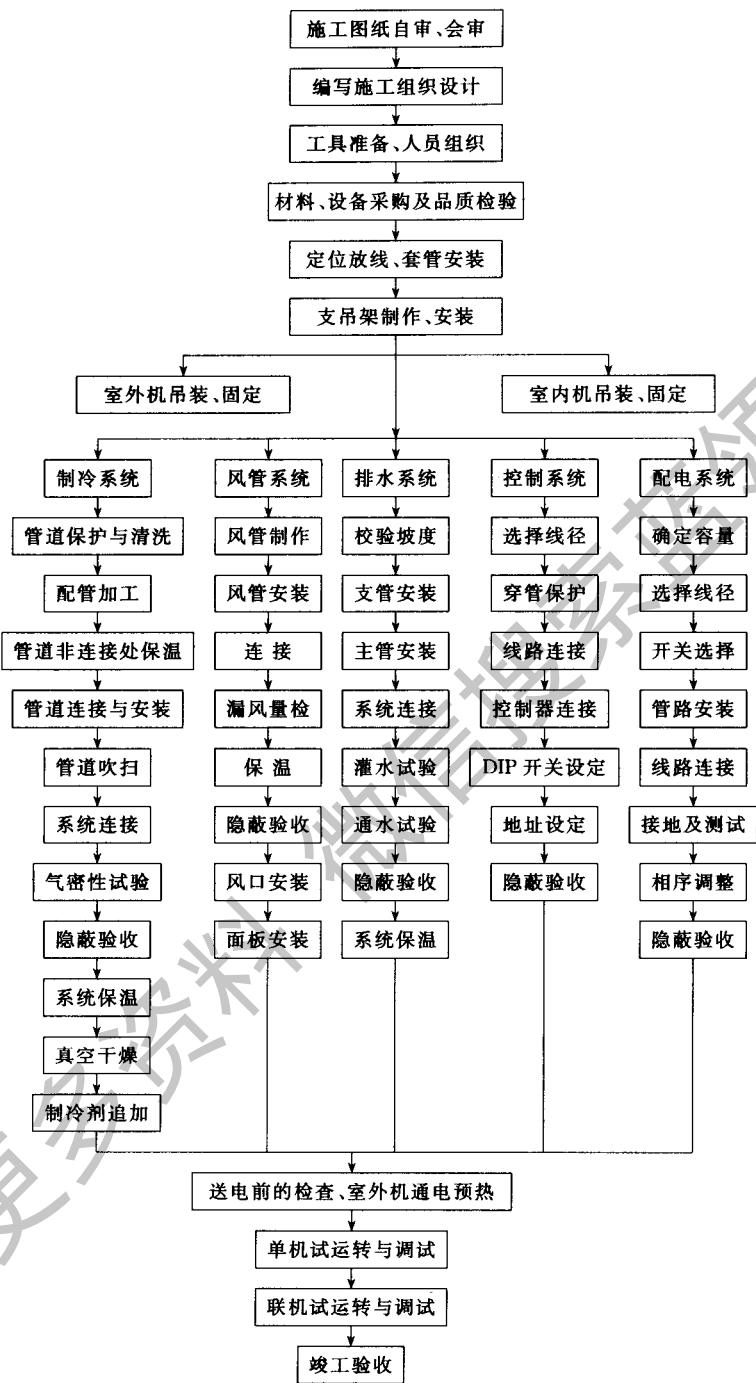 施工图纸自审、会审
编写施工组织设计
工具准备、人员组织
材料、设备采购及品质检验
定位放线、套管安装
支吊架制作、安装
室外机吊装、固定
室内机吊装、固定
制冷系统
管道保护与清洗
配管加工
管道非连接处保温
管道连接与安装
管道吹扫
系统连接
气密性试验
隐蔽验收
系统保温
真空干燥
制冷剂追加
风管系统
风管制作
风管安装
连接
漏风量检
保温
隐蔽验收
风口安装
面板安装
排水系统
校验坡度
支管安装
主管安装
系统连接
灌水试验
通水试验
隐蔽验收
系统保温
控制系统
选择线径
穿管保护
线路连接
控制器连接
DIP 开关设定
地址设定
隐蔽验收
配电系统
确定容量
选择线径
开关选择
管路安装
线路连接
接地及测试
相序调整
隐蔽验收
送电前的检查、室外机通电预热
单机试运转与调试
联机试运转与调试
竣工验收
更多资料 微信搜索蓝领